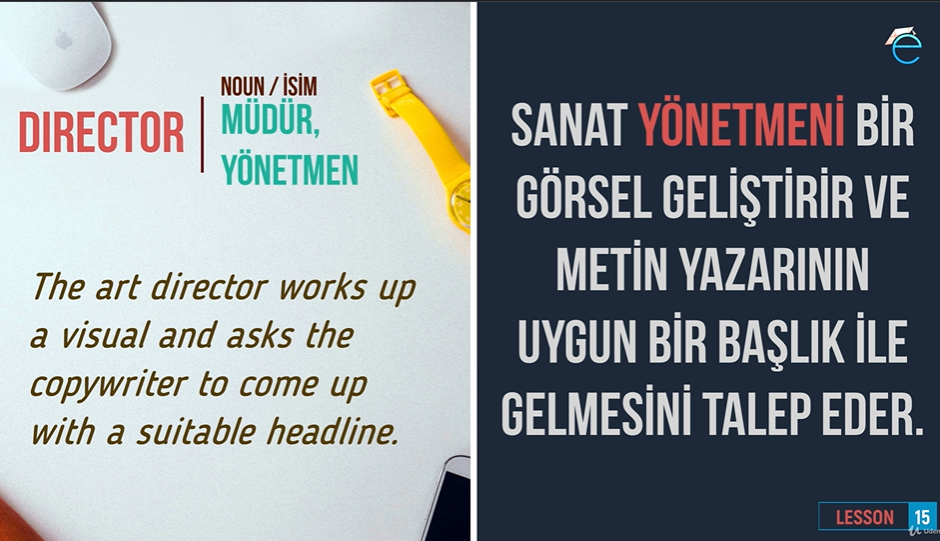 DIRECTOR
NOUN / İSİM
MÜDÜR,
YÖNETMEN
The art director works up
a visual and asks the
copywriter to come up
with a suitable headline.
SANAT YÖNETMENİ BİR
GÖRSEL GELİŞTİRİR VE
METİN YAZARININ
UYGUN BİR BAŞLIK İLE
GELMESİNİ TALEP EDER.
LESSON 15